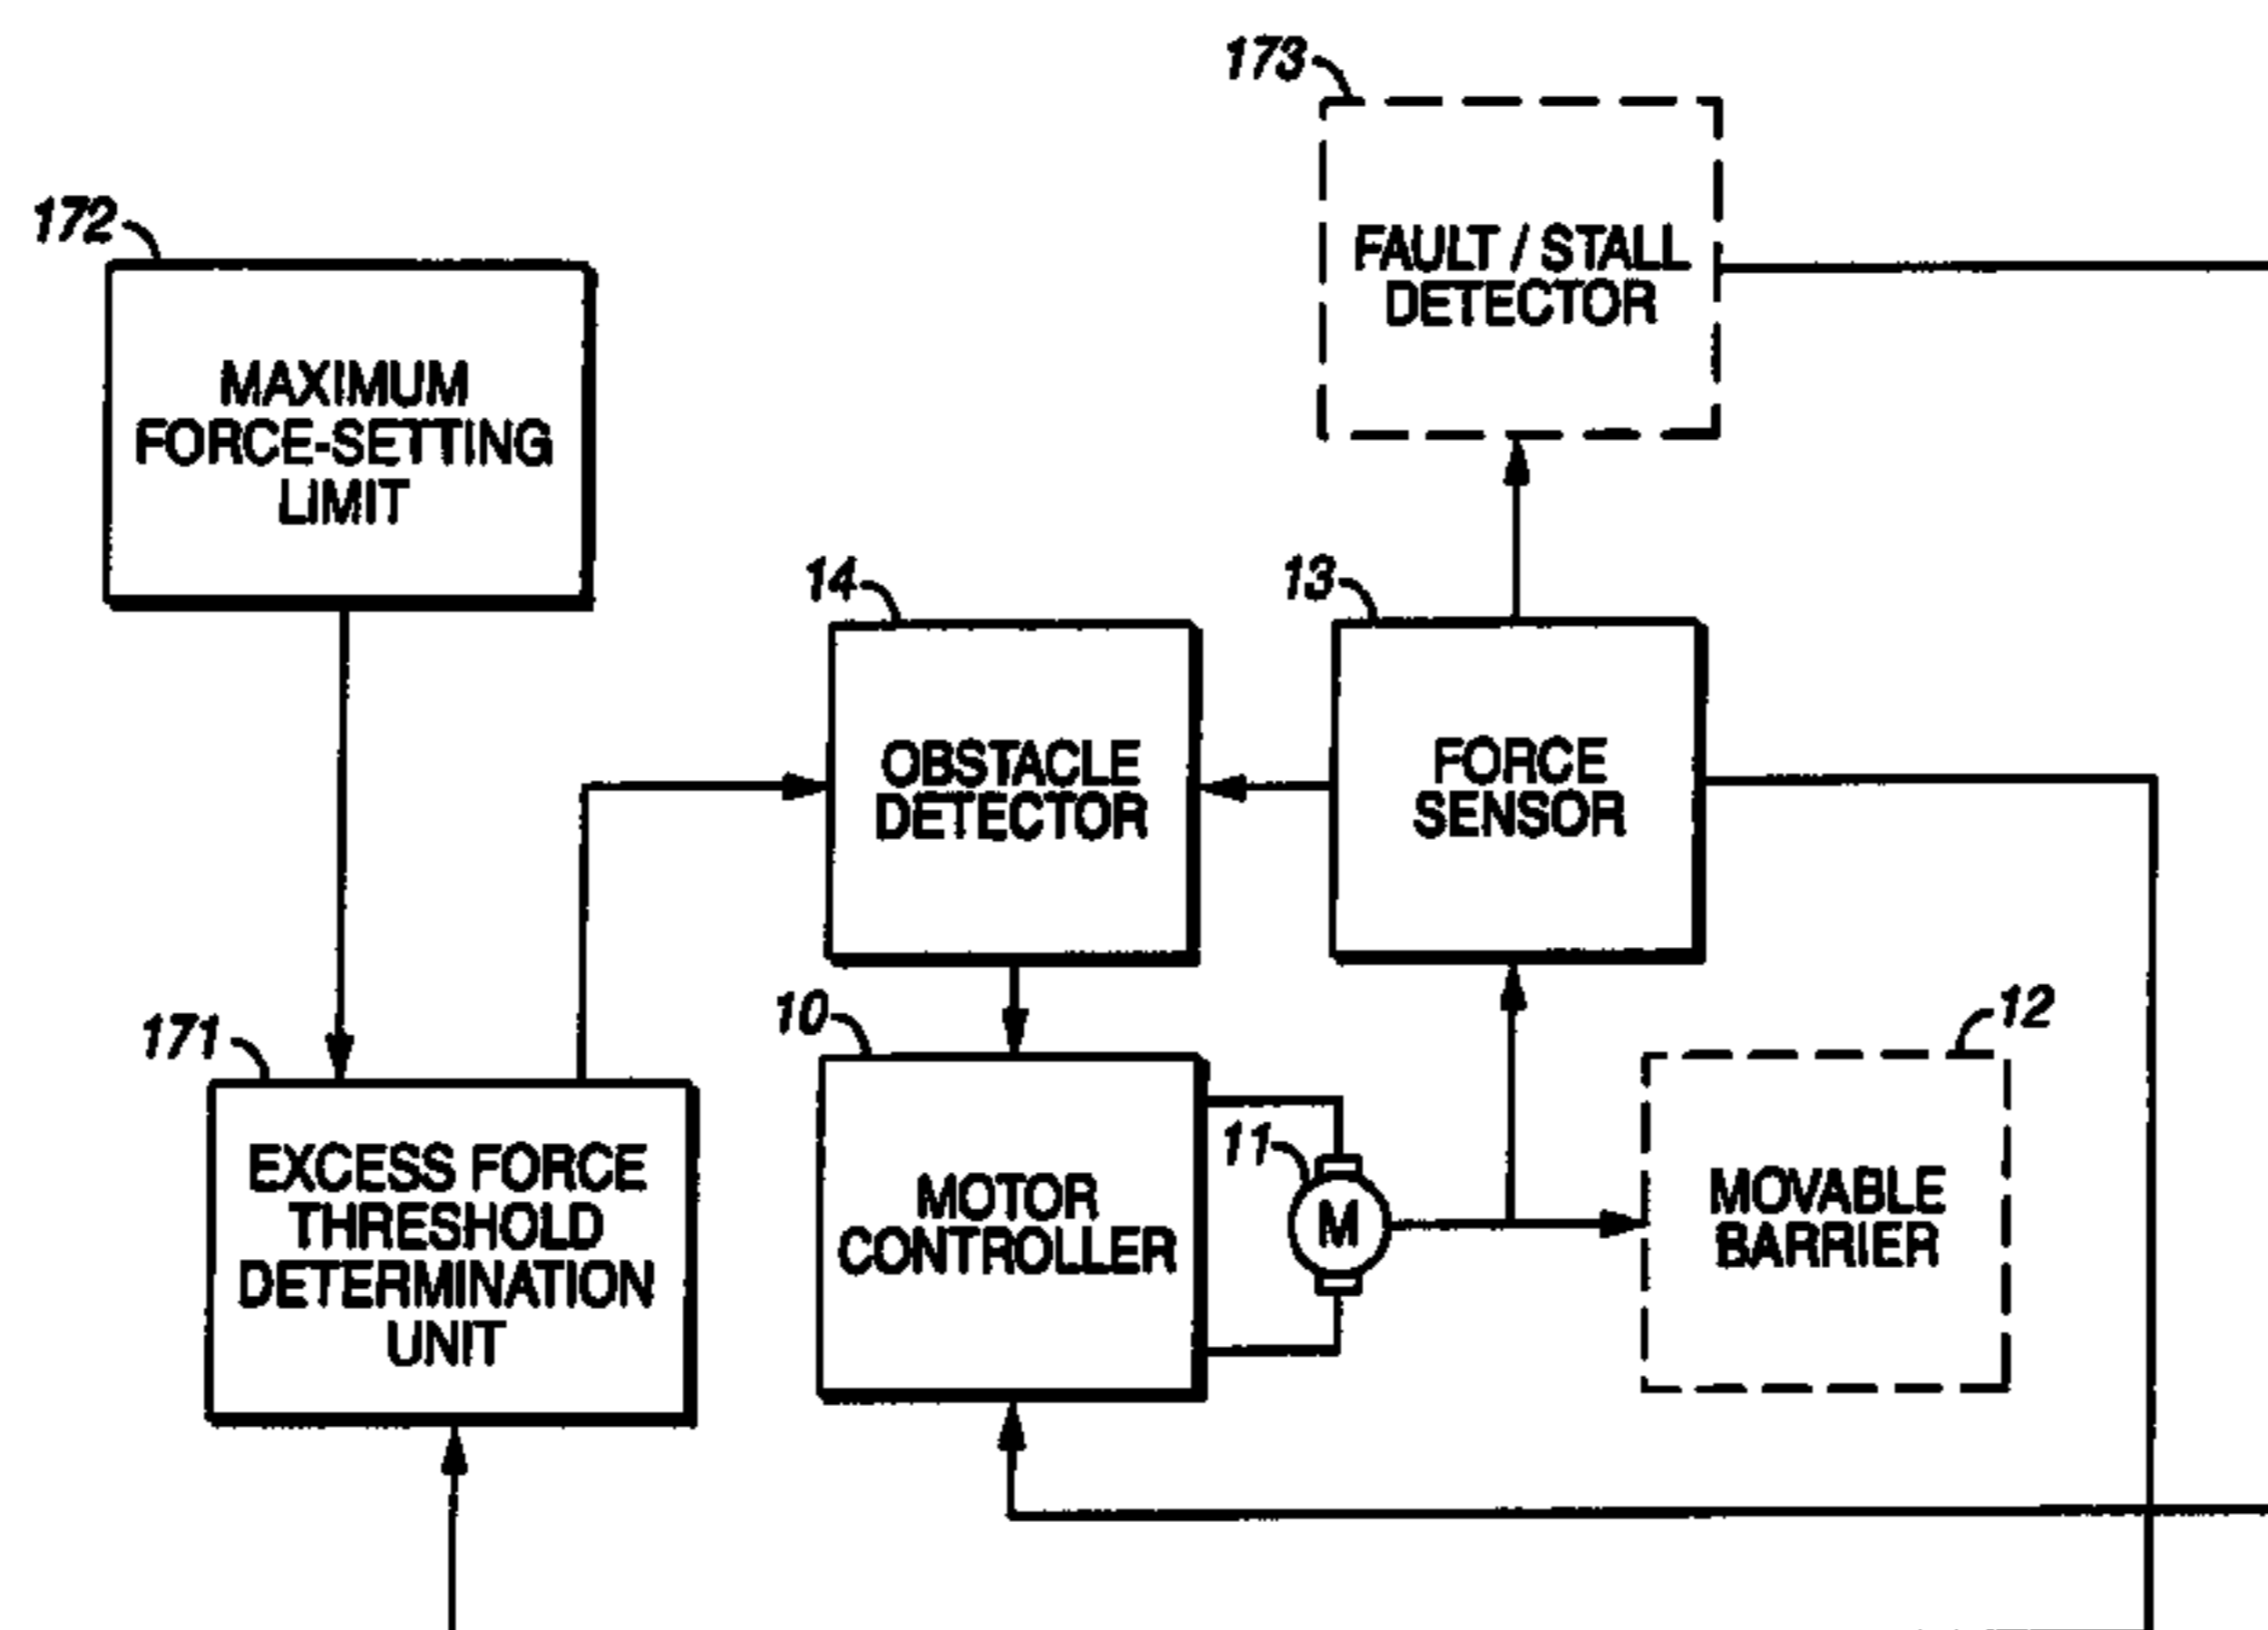 173
FAULT / STALL
DETECTOR
172
MAXIMUM
FORCE-SETTING
LIMIT
14
OBSTACLE
DETECTOR
13
FORCE
SENSOR
171
EXCESS FORCE
THRESHOLD
DETERMINATION
UNIT
10
MOTOR
CONTROLLER
11
M
12
MOVABLE
BARRIER